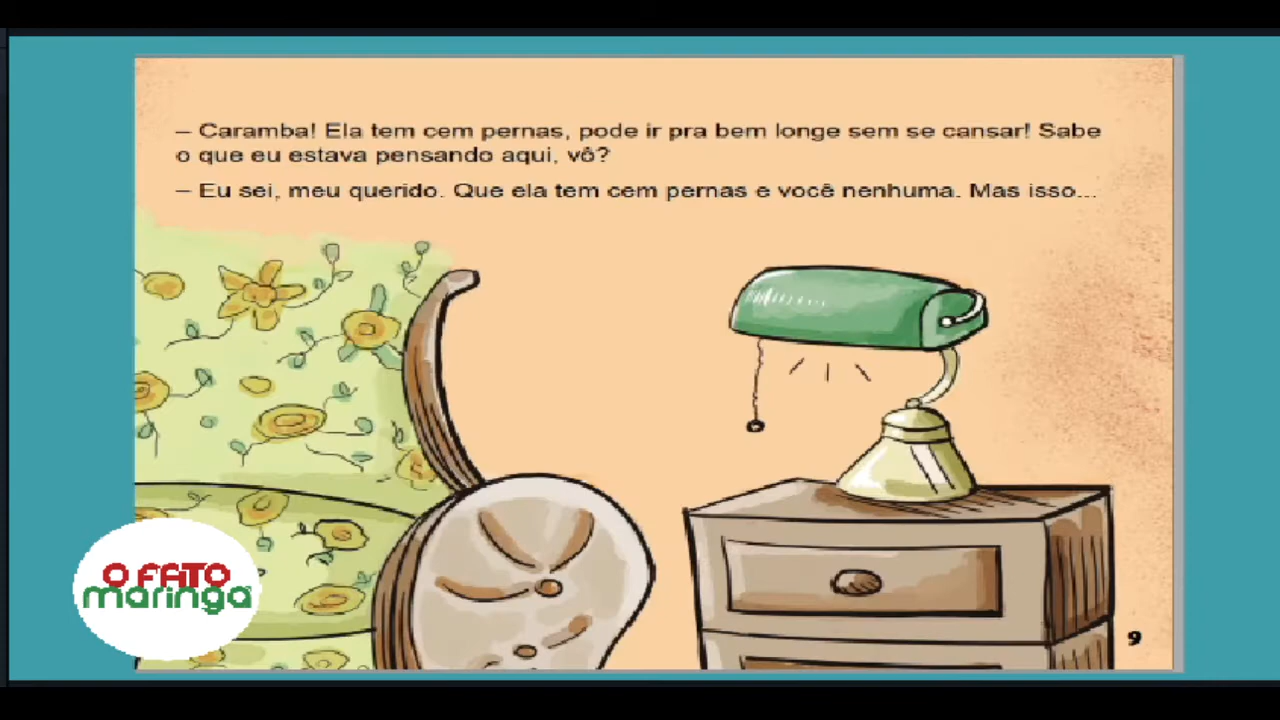 – Caramba! Ela tem cem pernas, pode ir pra bem longe sem se cansar! Sabe
o que eu estava pensando aqui, vô?
– Eu sei, meu querido. Que ela tem cem pernas e você nenhuma. Mas isso...
O FATO
maringa
9